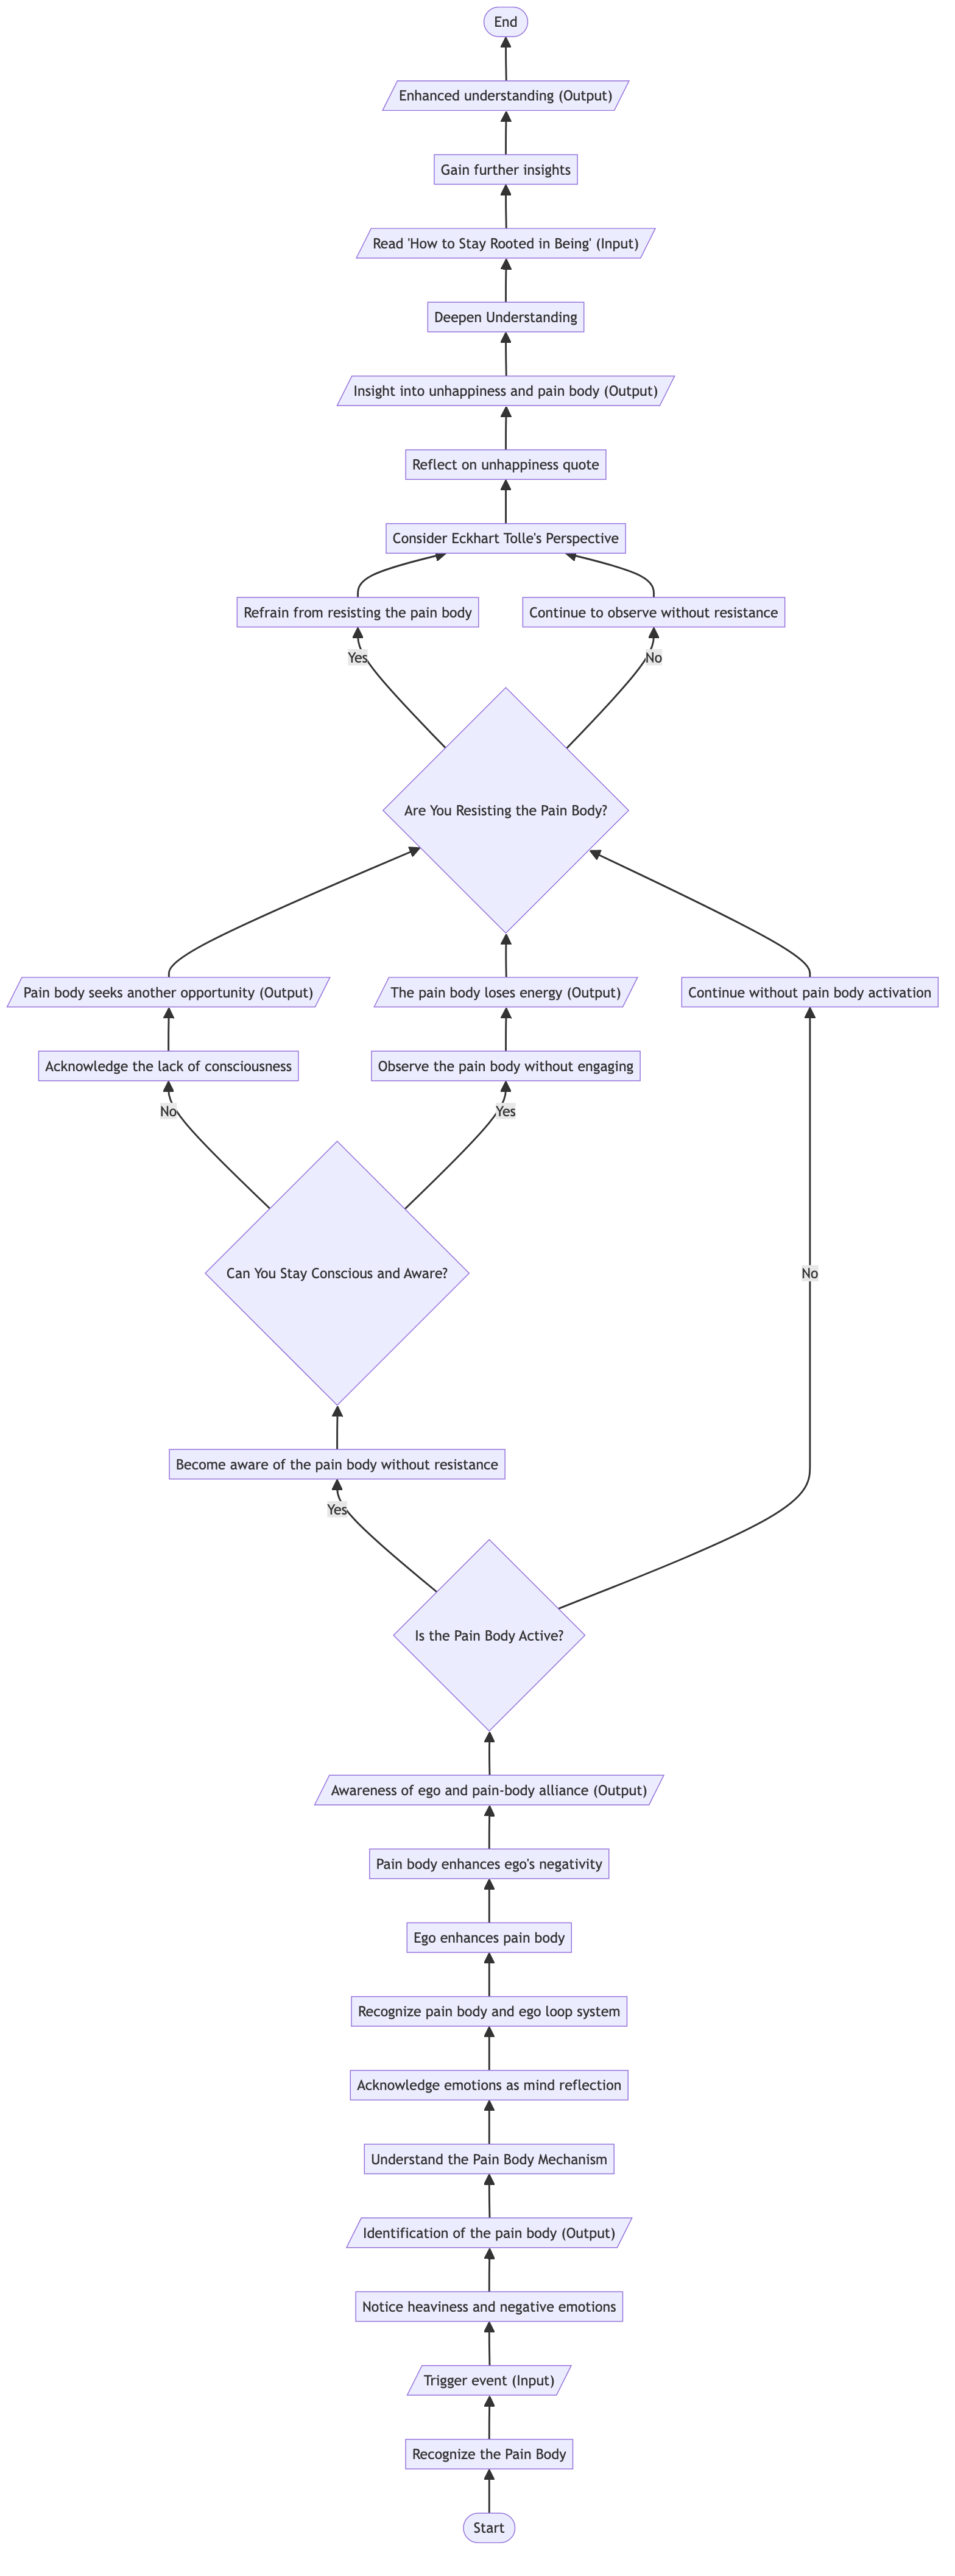 End
Enhanced understanding (Output)
Gain further insights
Read 'How to Stay Rooted in Being' (Input)
Deepen Understanding
Insight into unhappiness and pain body (Output)
Reflect on unhappiness quote
Consider Eckhart Tolle's Perspective
Refrain from resisting the pain body
Continue to observe without resistance
Yes
No
Are You Resisting the Pain Body?
Pain body seeks another opportunity (Output)
The pain body loses energy (Output)
Continue without pain body activation
Acknowledge the lack of consciousness
Observe the pain body without engaging
No
Yes
Can You Stay Conscious and Aware?
No
Become aware of the pain body without resistance
Yes
Is the Pain Body Active?
Awareness of ego and pain-body alliance (Output)
Pain body enhances ego's negativity
Ego enhances pain body
Recognize pain body and ego loop system
Acknowledge emotions as mind reflection
Understand the Pain Body Mechanism
Identification of the pain body (Output)
Notice heaviness and negative emotions
Trigger event (Input)
Recognize the Pain Body
Start